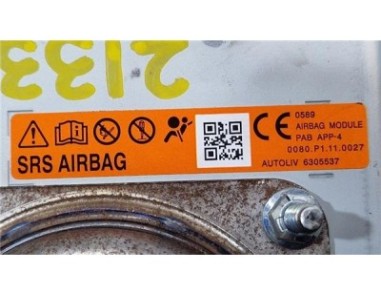 2133
CE 0589
AIRBAG MODULE
PAB APP-4
0080.P1.11.0027
SRS AIRBAG
AUTOLIV 6305537